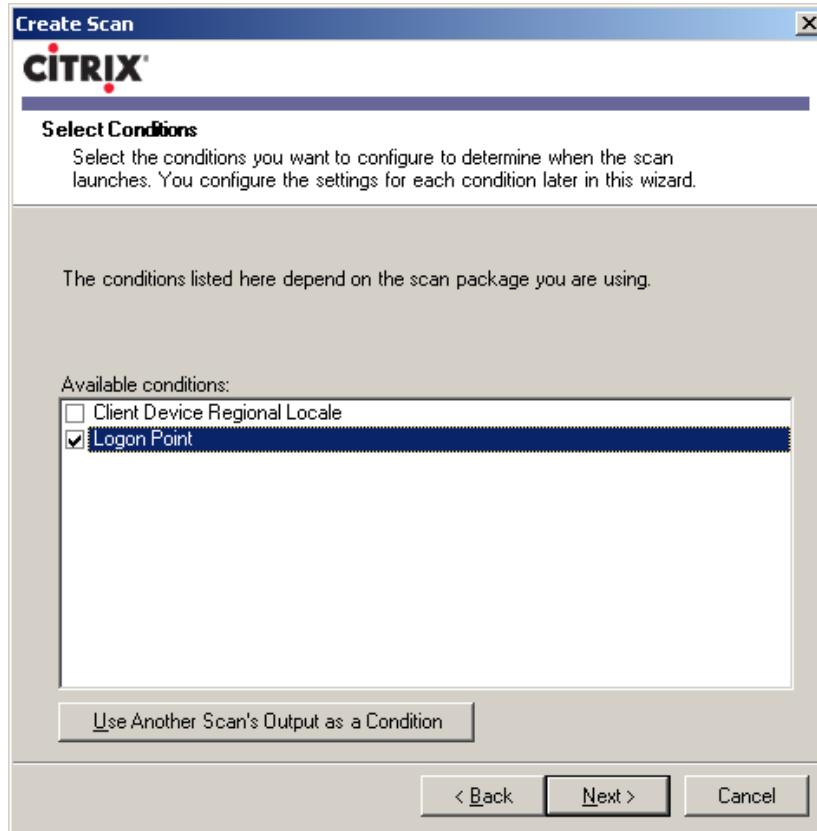 Create Scan
CİTRIX
Select Conditions
Select the conditions you want to configure to determine when the scan
launches. You configure the settings for each condition later in this wizard.
The conditions listed here depend on the scan package you are using.
Available conditions:
Client Device Regional Locale
Logon Point
Use Another Scan's Output as a Condition
< Back Next > Cancel